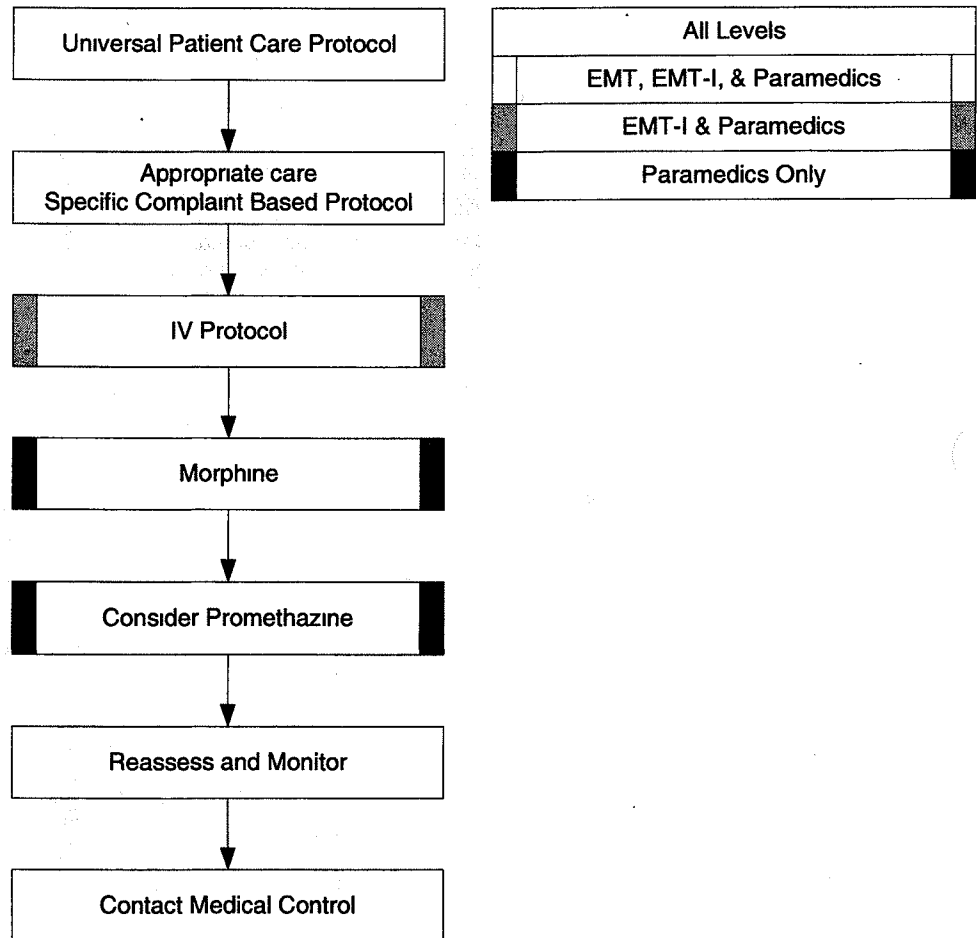 Universal Patient Care Protocol
Appropriate care
Specific Complaint Based Protocol
IV Protocol
Morphine
Consider Promethazine
Reassess and Monitor
Contact Medical Control
All Levels
EMT, EMT-I, & Paramedics
EMT-I & Paramedics
Paramedics Only